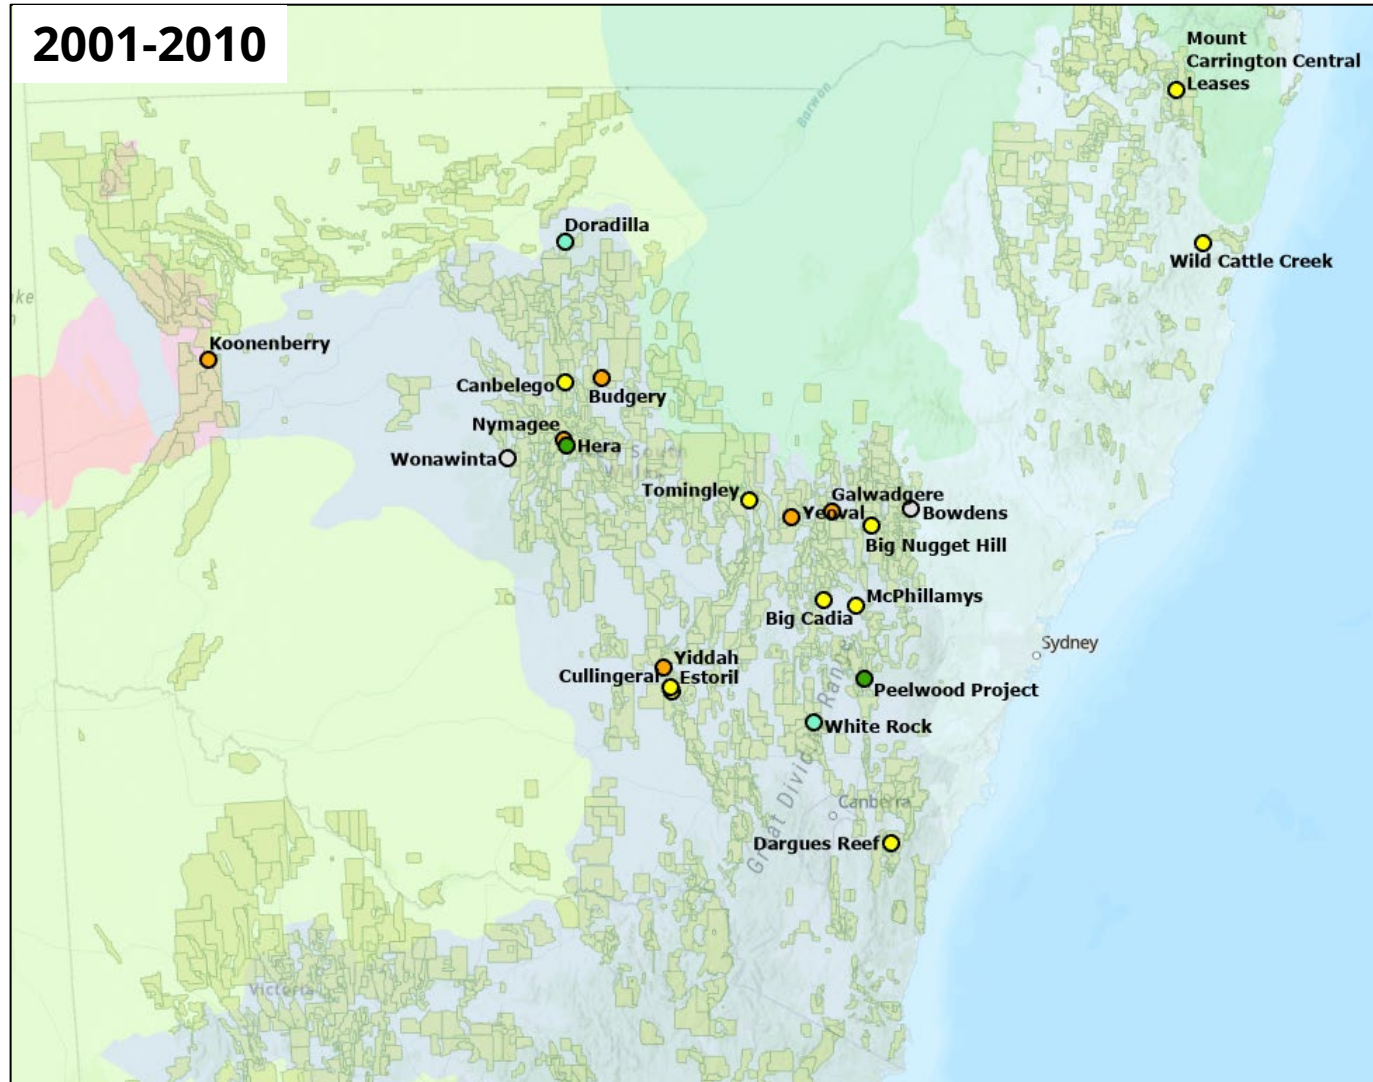 2001-2010
Mount
Carrington Central
Leases
Barwon
Doradilla
Wild Cattle Creek
Koonenberry
Canbelego
Budgery
Nymagee
Hera
South
Wonawinta
Tomingley
Galwadgere
Yeoval
Bowdens
Big Nugget Hill
McPhillamys
Big Cadia
Sydney
Yiddah
Cullingeral
Estoril
Peelwood Project
White Rock
Great Divid
Range
Canberra
Dargues Reef
Victoria